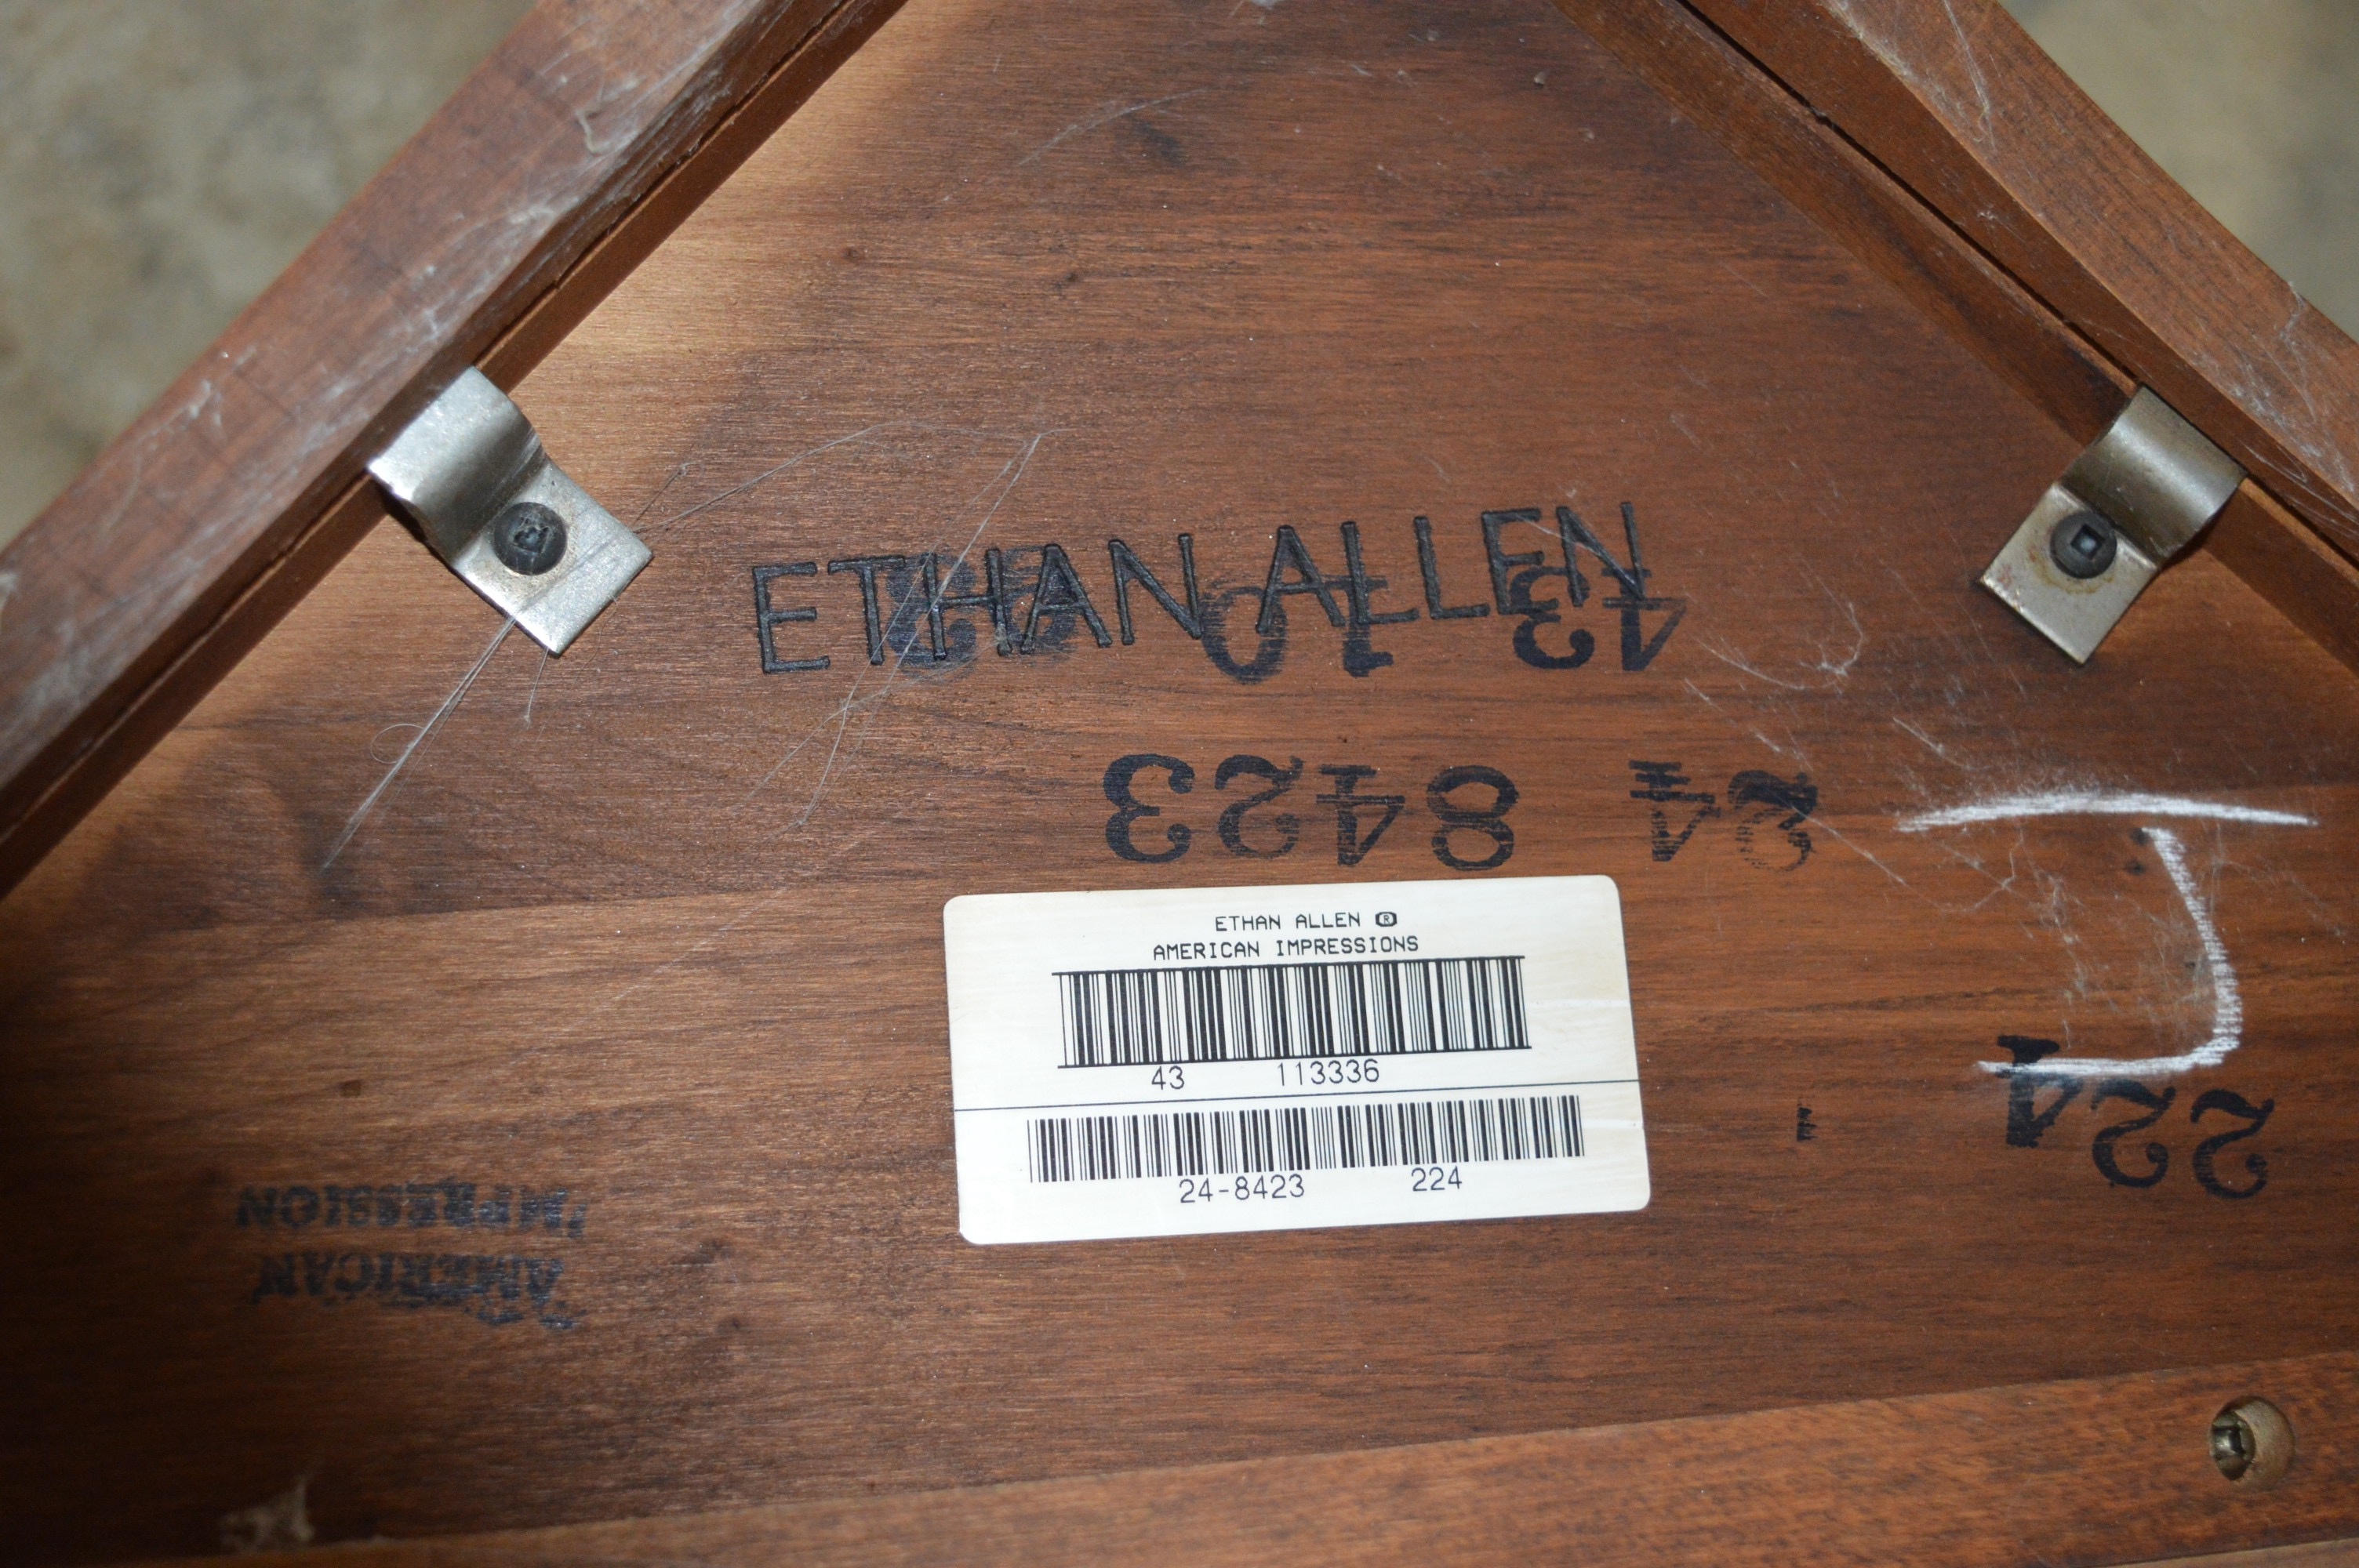 ETHAN ALLEN
43 10
24 8423
ETHAN ALLEN ®
AMERICAN IMPRESSIONS
43 113336
24-8423 224
224
AMERICAN
IMPRESSION